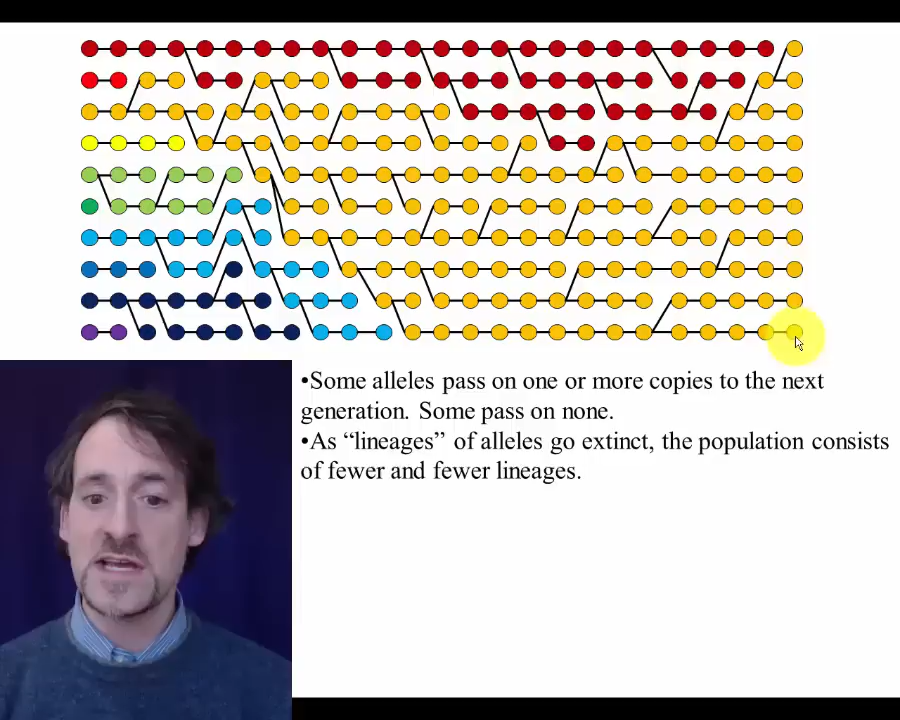 •Some alleles pass on one or more copies to the next
generation. Some pass on none.
•As “lineages” of alleles go extinct, the population consists
of fewer and fewer lineages.